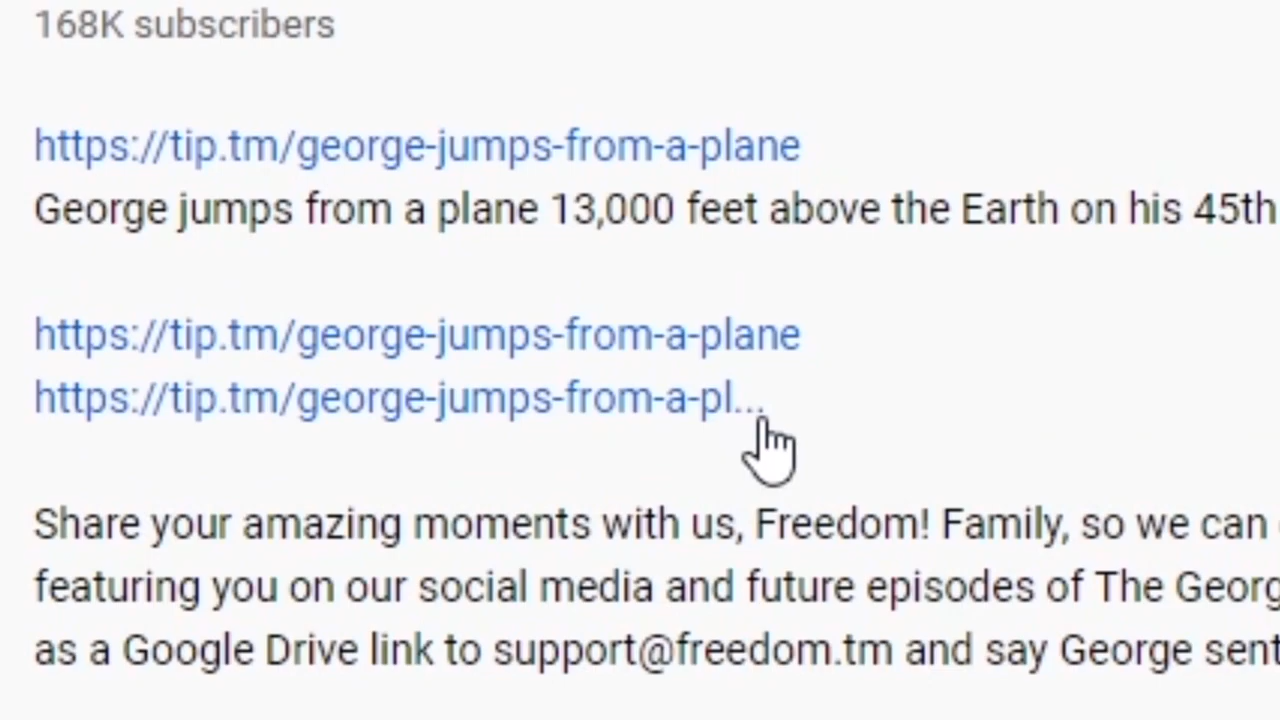 168K subscribers
https://tip.tm/george-jumps-from-a-plane
George jumps from a plane 13,000 feet above the Earth on his 45th
https://tip.tm/george-jumps-from-a-plane
https://tip.tm/george-jumps-from-a-pl...
Share your amazing moments with us, Freedom! Family, so we can
featuring you on our social media and future episodes of The Georg
as a Google Drive link to support@freedom.tm and say George sent